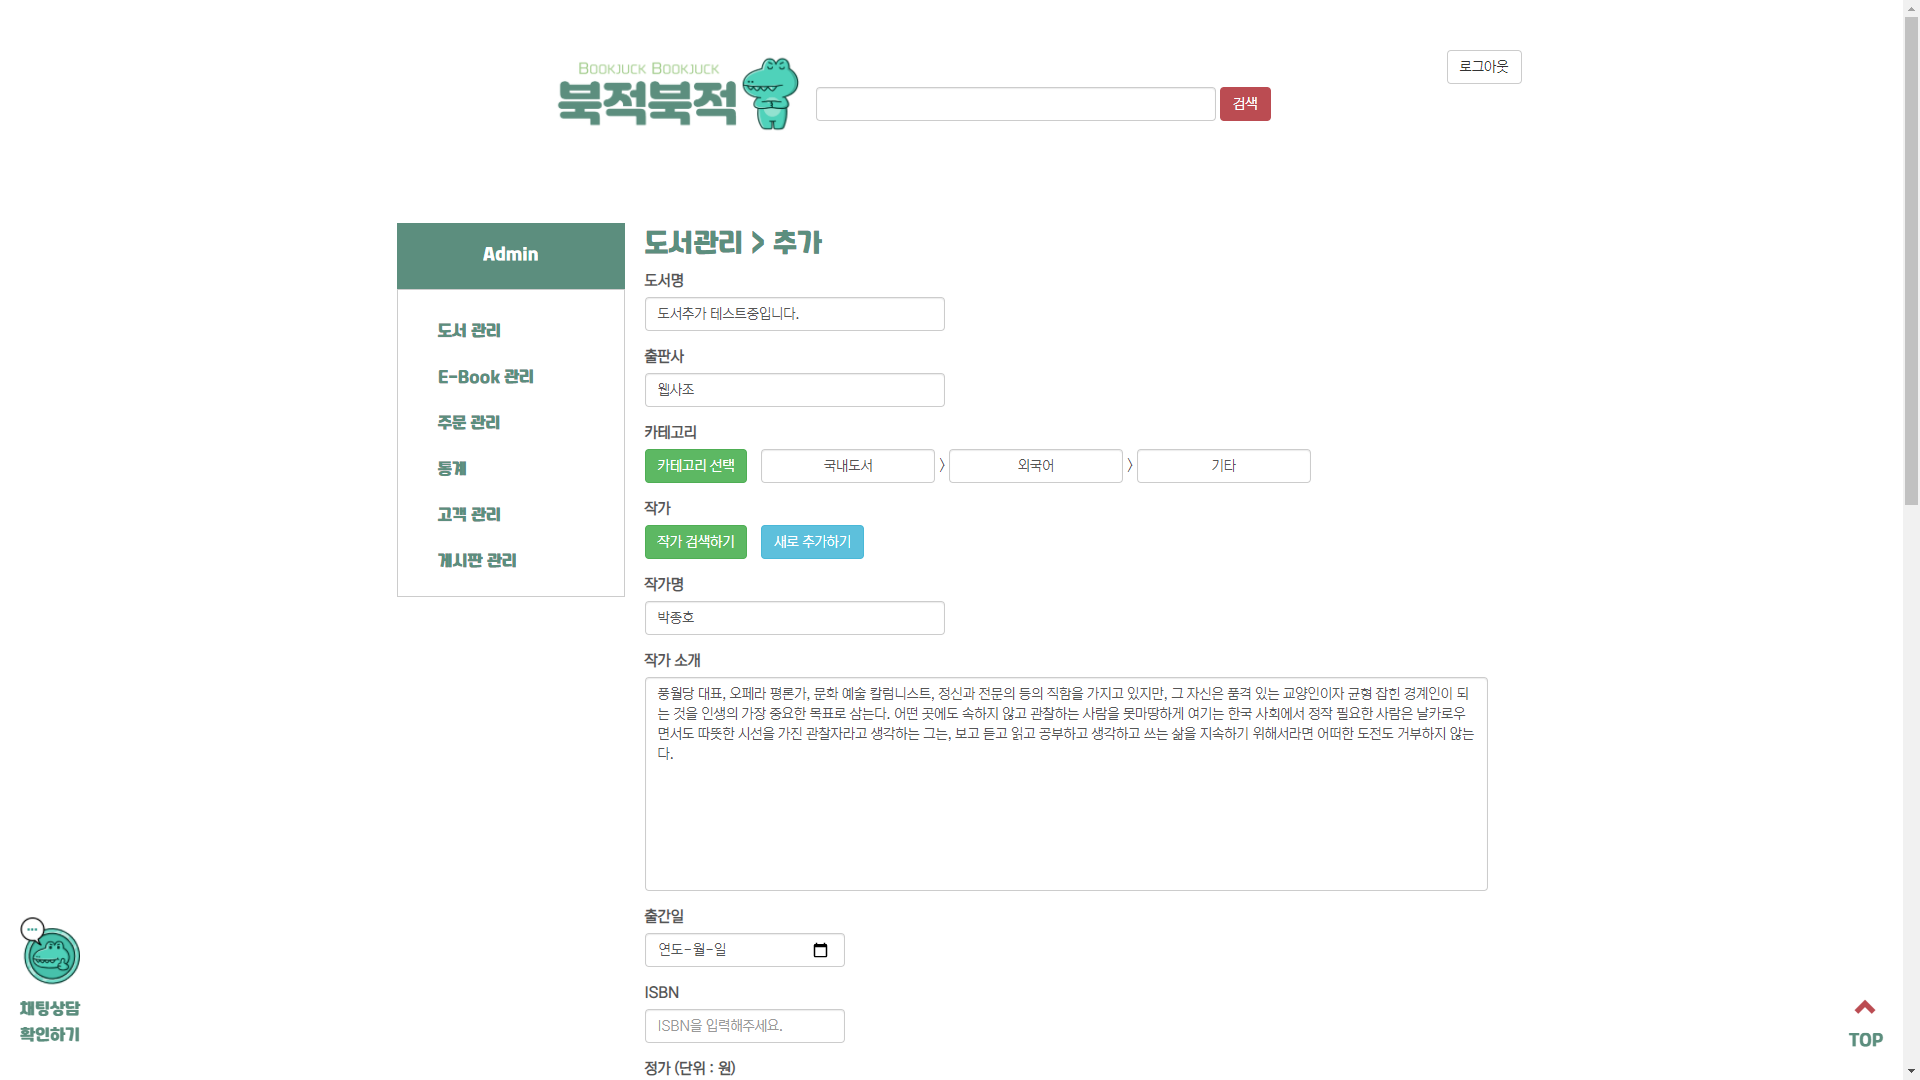 로그아웃
BOOKJUCK BOOKJUCK
북적북적
검색
Admin
도서 관리
E-Book 관리
주문 관리
통계
고객 관리
게시판 관리
도서관리 > 추가
도서명
도서추가 테스트중입니다.
출판사
웹사조
카테고리
카테고리 선택 국내도서 > 외국어 > 기타
작가
작가 검색하기 새로 추가하기
작가명
박종호
작가 소개
풍월당 대표, 오페라 평론가, 문화 예술 칼럼니스트, 정신과 전문의 등의 직함을 가지고 있지만, 그 자신은 품격 있는 교양인이자 균형 잡힌 경계인이 되
는 것을 인생의 가장 중요한 목표로 삼는다. 어떤 곳에도 속하지 않고 관찰하는 사람을 못마땅하게 여기는 한국 사회에서 정작 필요한 사람은 날카로우
면서도 따뜻한 시선을 가진 관찰자라고 생각하는 그는, 보고 듣고 읽고 공부하고 생각하고 쓰는 삶을 지속하기 위해서라면 어떠한 도전도 거부하지 않는
다.
출간일
연도-월-일
ISBN
ISBN을 입력해주세요.
정가 (단위 : 원)
채팅상담
확인하기
TOP